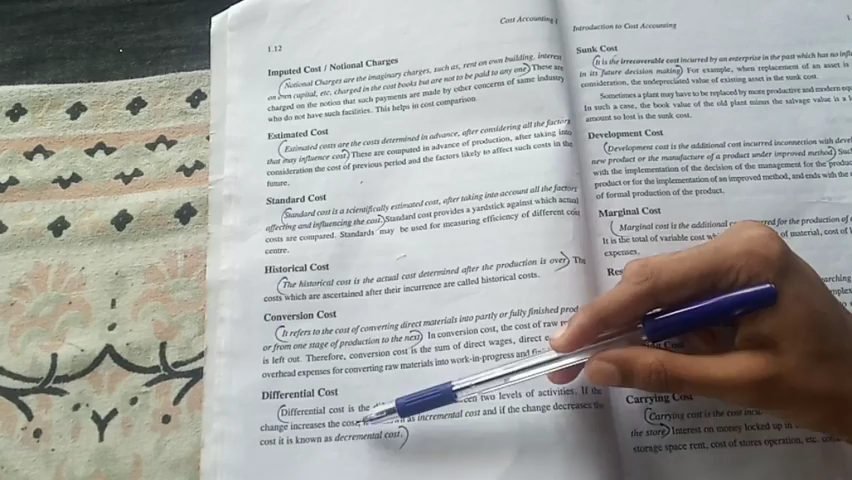 Cost Accounting
1.12
Imputed Cost / Notional Charges
Notional Charges are the imaginary charges, such as, rent on own building, interest
on own capital, etc. charged in the cost books but are not to be paid to any one. These are
charged on the notion that such payments are made by other concerns of same industry
who do not have such facilities. This helps in cost comparison.
Estimated Cost
Estimated costs are the costs determined in advance, after considering all the factors
that may influence cost. These are computed in advance of production, after taking into
consideration the cost of previous period and the factors likely to affect such costs in the
future.
Standard Cost
Standard cost is a scientifically estimated cost, after taking into account all the factors
affecting and influencing the cost. Standard cost provides a yardstick against which actual
costs are compared. Standards may be used for measuring efficiency of different cost
centre.
Historical Cost
The historical cost is the actual cost determined after the production is over. The
costs which are ascertained after their incurrence are called historical costs.
Conversion Cost
It refers to the cost of converting direct materials into partly or fully finished
or from one stage of production to the next. In conversion cost, the cost of raw
is left out. Therefore, conversion cost is the sum of direct wages, direct
overhead expenses for converting raw materials into work-in-progress and
Differential Cost
Differential cost is the two levels of activities. If the
change increases the cost, as incremental cost and if the change decreases the
cost it is known as decremental cost.
Introduction to Cost Accounting
Sunk Cost
It is the irrecoverable cost incurred by an enterprise in the past which has no
in its future decision making. For example, when replacement of an asset is
consideration, the undepreciated value of existing asset is the sunk cost.
Sometimes a plant may have to be replaced by more productive and modern
In such a case, the book value of the old plant minus the salvage value is a
amount so lost is the sunk cost.
Development Cost
Development cost is the additional cost incurred inconnection with
new product or the manufacture of a product under improved method.
with the implementation of the decision of the management for the
product or for the implementation of an improved method, and ends with the
of formal production of the product.
Marginal Cost
Marginal cost is the additional for the production of
It is the total of variable cost of material, cost of
expenses.
Carrying Cost
Carrying cost is the cost
the store. Interest on money locked up in
storage space rent, cost of stores operation, etc.